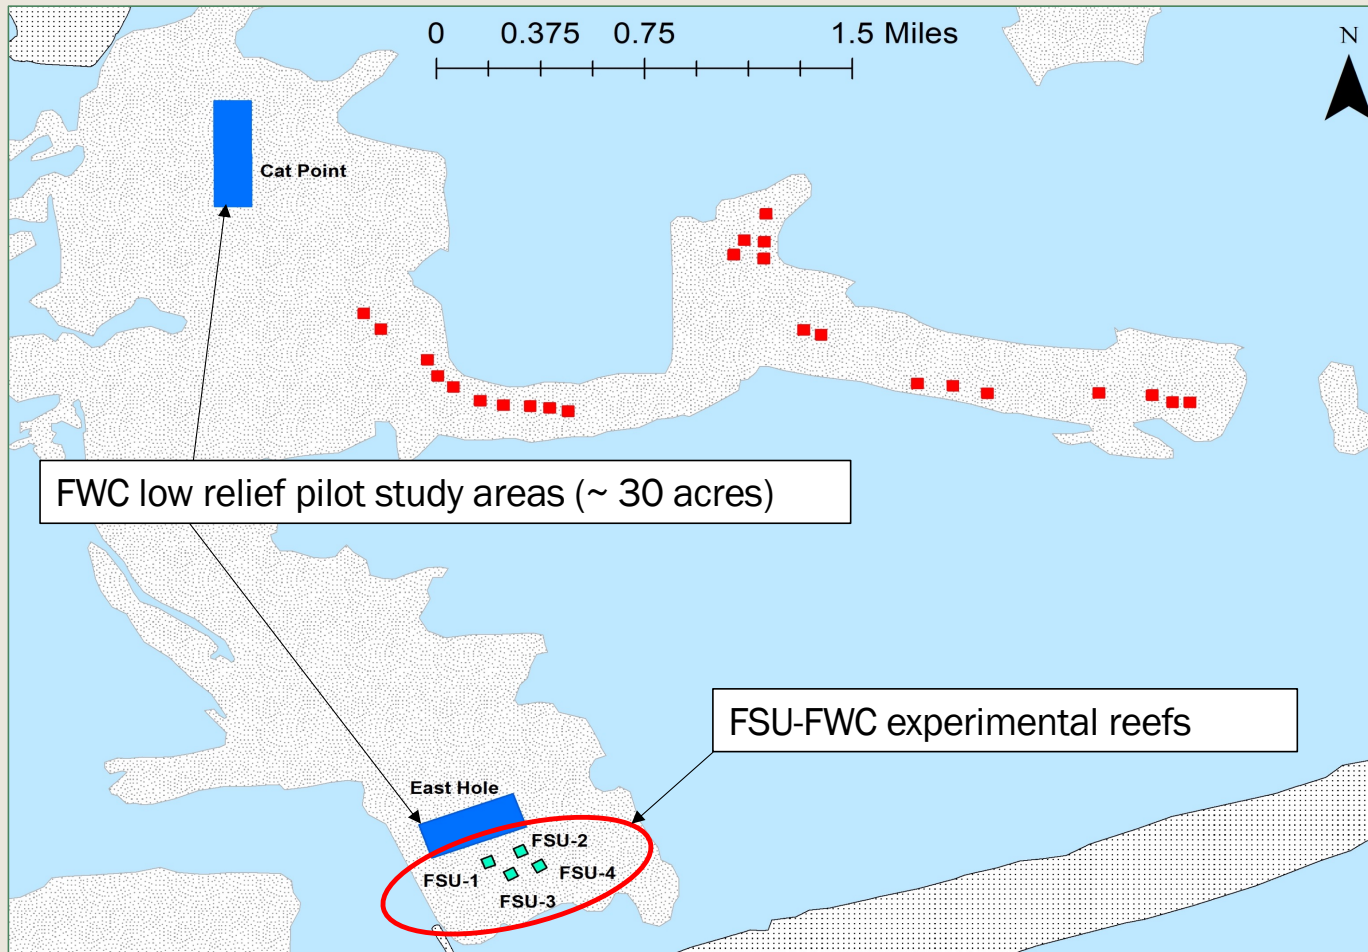 0 0.375 0.75 1.5 Miles
N
Cat Point
FWC low relief pilot study areas (~ 30 acres)
FSU-FWC experimental reefs
East Hole
FSU-2
FSU-1
FSU-4
FSU-3